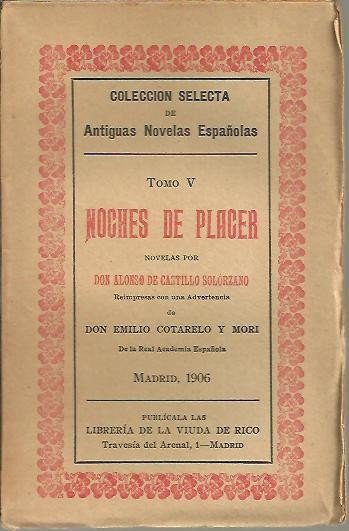 COLECCION SELECTA
DE
Antiguas Novelas Españolas
TOMO V
NOCHES DE PLACER
NOVELAS POR
DON ALONSO DE CASTILLO SOLÓRZANO
Reimpresas con una Advertencia
de
DON EMILIO COTARELO Y MORI
De la Real Academia Española
MADRID, 1906
PUBLÍCALA LAS
LIBRERÍA DE LA VIUDA DE RICO
Travesía del Arenal, 1—MADRID